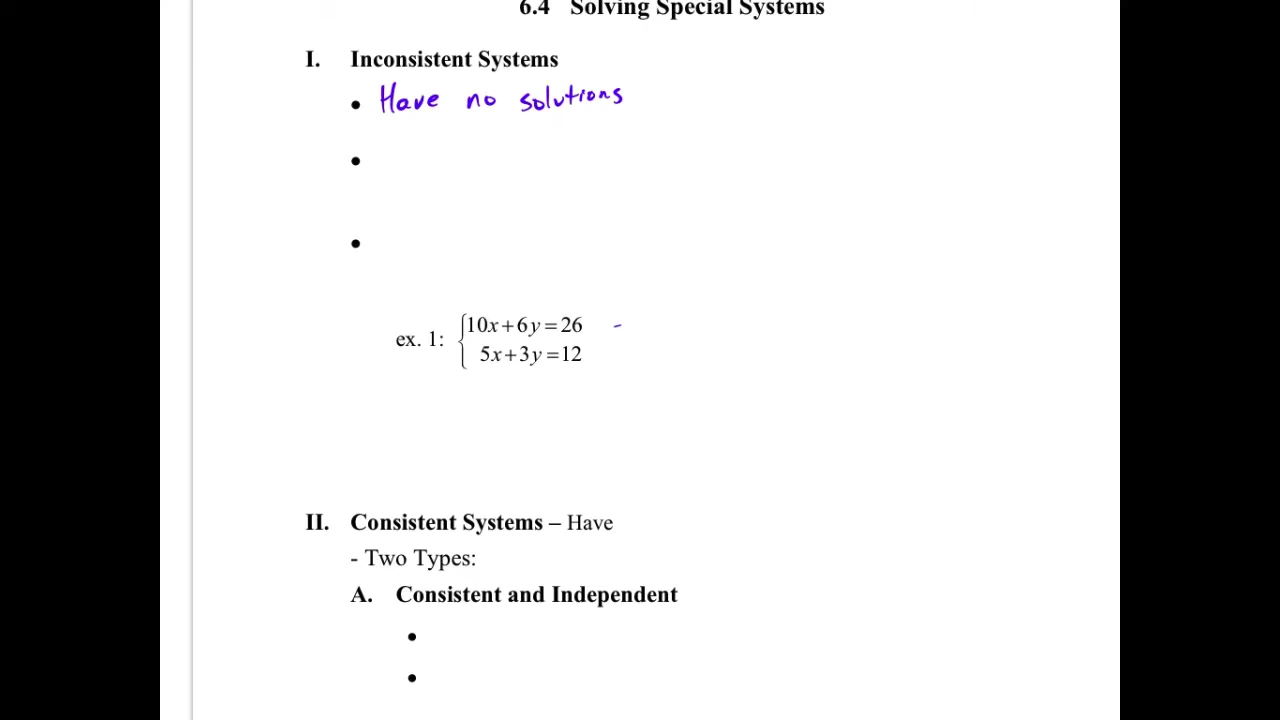 6.4 Solving Special Systems
I. Inconsistent Systems
• Have no solutions
•
•
ex. 1: {10x+6y=26 -
5x+3y=12
II. Consistent Systems – Have
- Two Types:
A. Consistent and Independent
•
•